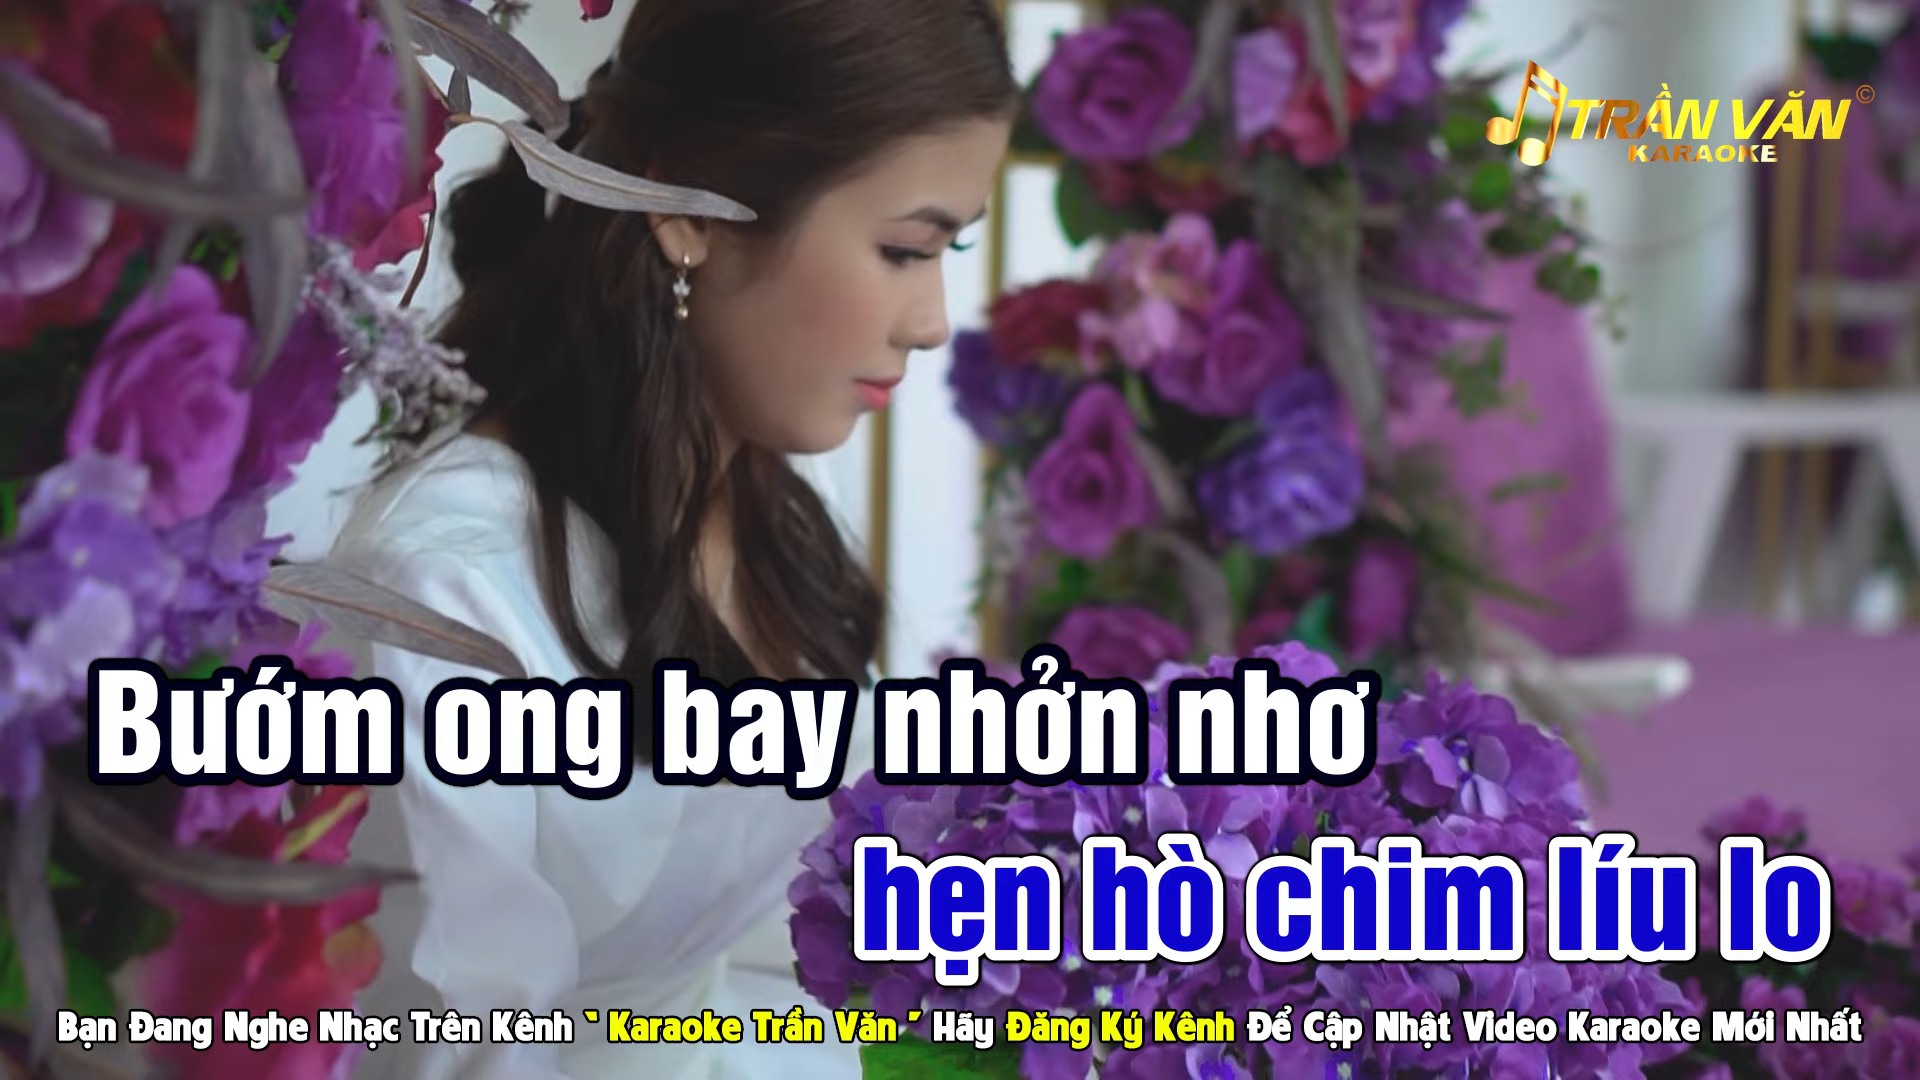 TRẦN VĂN ©
KARAOKE
Bướm ong bay nhởn nhơ
hẹn hò chim líu lo
Bạn Đang Nghe Nhạc Trên Kênh ` Karaoke Trần Văn ´ Hãy Đăng Ký Kênh Để Cập Nhật Video Karaoke Mới Nhất